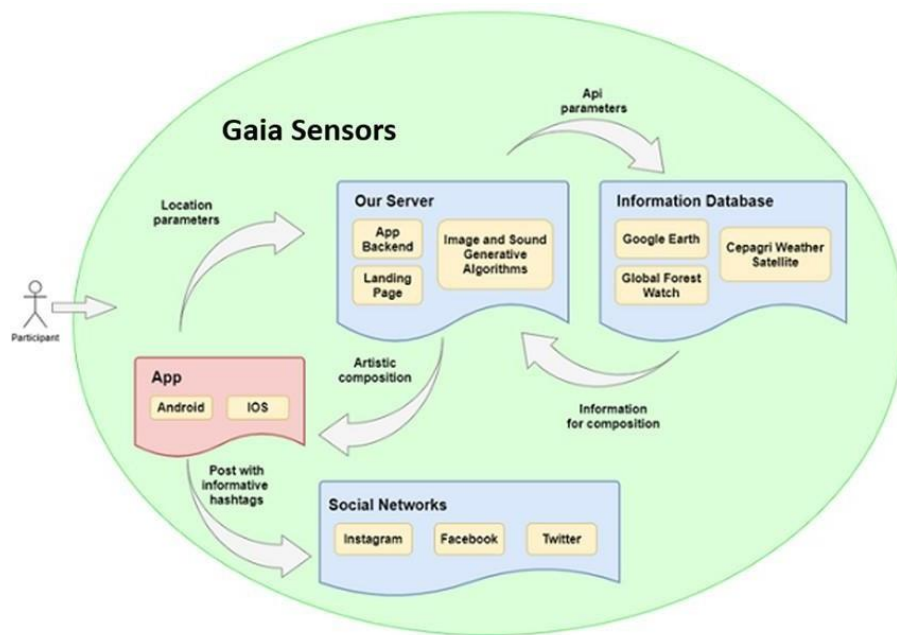 Gaia Sensors
Api
parameters
Location
parameters
Our Server
App
Backend
Landing
Page
Image and Sound
Generative
Algorithms
Information Database
Google Earth
Global Forest
Watch
Cepagri Weather
Satellite
Participant
App
Android
IOS
Artistic
composition
Information
for composition
Post with
informative
hashtags
Social Networks
Instagram
Facebook
Twitter